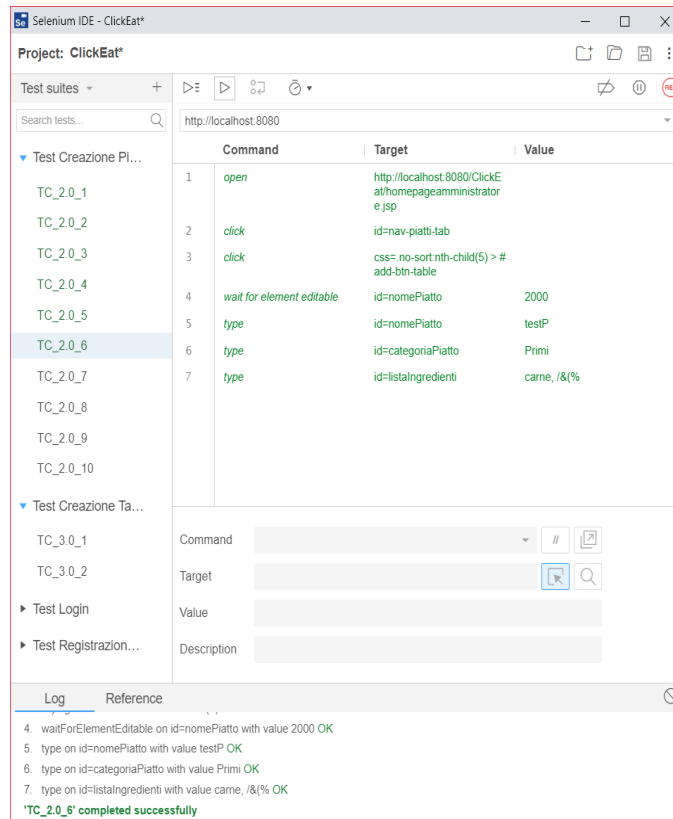 Selenium IDE - ClickEat*
Project: ClickEat*
Test suites
Search tests...
Test Creazione Pi...
TC_2.0_1
TC_2.0_2
TC_2.0_3
TC_2.0_4
TC_2.0_5
TC_2.0_6
TC_2.0_7
TC_2.0_8
TC_2.0_9
TC_2.0_10
Test Creazione Ta...
TC_3.0_1
TC_3.0_2
Test Login
Test Registrazion...
http://localhost:8080
Command Target Value
1 open http://localhost:8080/ClickE
at/homepageamministrator
e.jsp
2 click id=nav-piatti-tab
3 click css=.no-sort:nth-child(5) > #
add-btn-table
4 wait for element editable id=nomePiatto 2000
5 type id=nomePiatto testP
6 type id=categoriaPiatto Primi
7 type id=listaIngredienti carne, /&(%
Command //
Target
Value
Description
Log Reference
4. waitForElementEditable on id=nomePiatto with value 2000 OK
5. type on id=nomePiatto with value testP OK
6. type on id=categoriaPiatto with value Primi OK
7. type on id=listaIngredienti with value carne, /&(% OK
'TC_2.0_6' completed successfully